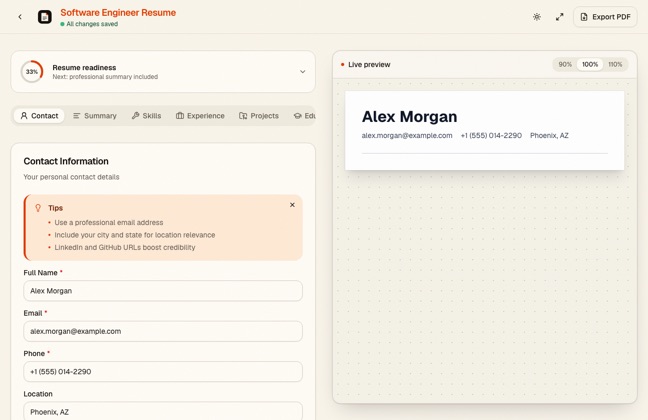 Software Engineer Resume
All changes saved
Export PDF
33%
Resume readiness
Next: professional summary included
Contact
Summary
Skills
Experience
Projects
Edu
Contact Information
Your personal contact details
Tips
• Use a professional email address
• Include your city and state for location relevance
• LinkedIn and GitHub URLs boost credibility
Full Name *
Alex Morgan
Email *
alex.morgan@example.com
Phone *
+1 (555) 014-2290
Location
Phoenix, AZ
Live preview
90% 100% 110%
Alex Morgan
alex.morgan@example.com +1 (555) 014-2290 Phoenix, AZ